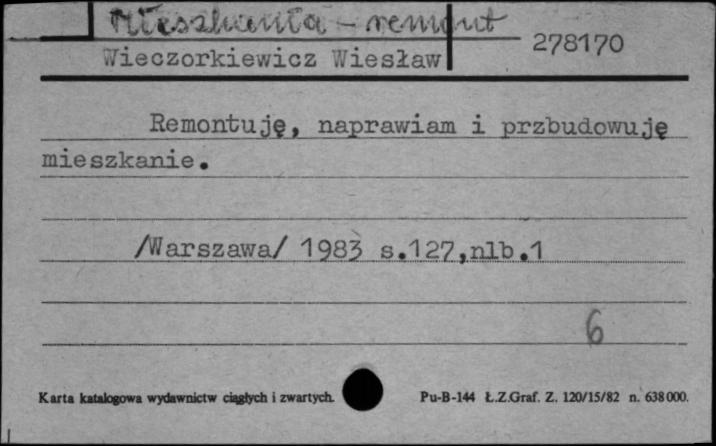 Mieszkania - remont
278170
Wieczorkiewicz Wiesław
Remontuję, naprawiam i przbudowuję
mieszkanie.
/Warszawa/ 1983 s.127,nlb.1
6
Karta katalogowa wydawnictw ciągłych i zwartych.
Pu-B-144 Ł.Z.Graf. Z. 120/15/82 n. 638 000.